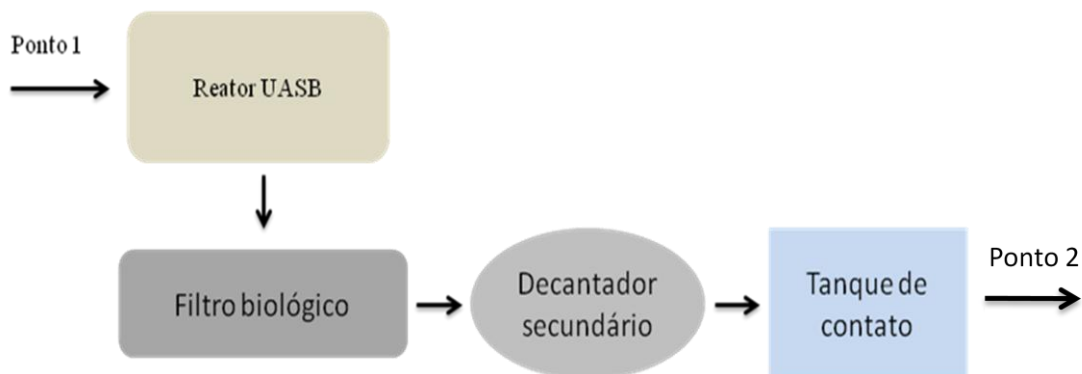 Ponto 1
Reator UASB
Filtro biológico
Decantador
secundário
Tanque de
contato
Ponto 2